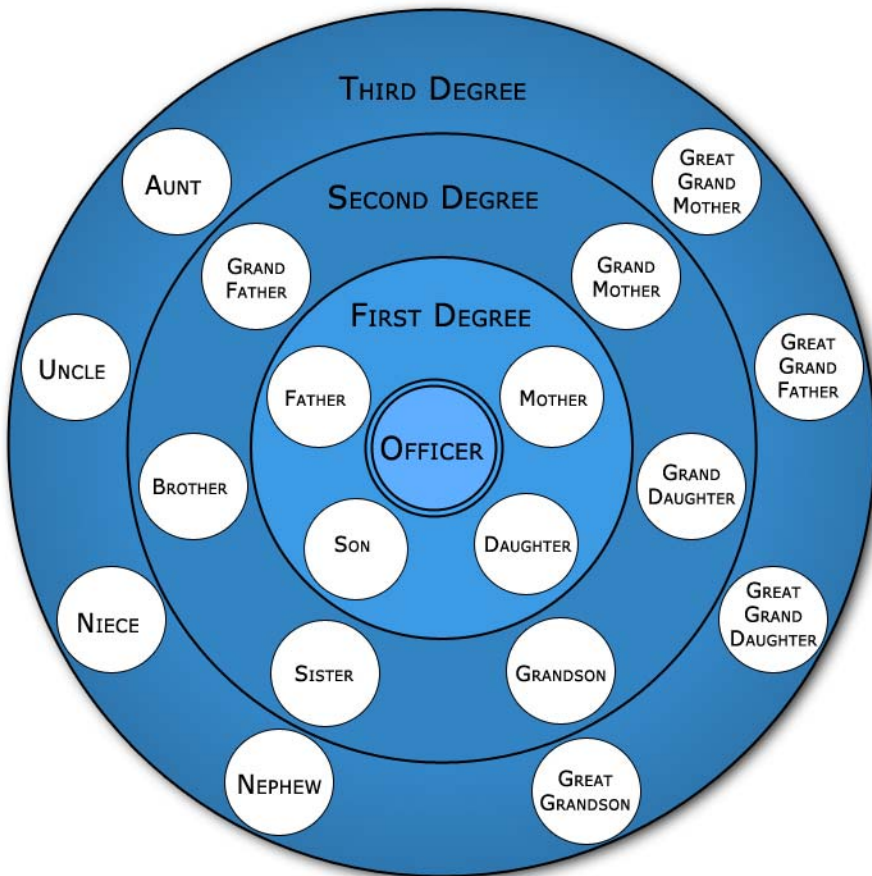 Third Degree
Aunt
Great
Grand
Mother
Second Degree
Grand
Father
Grand
Mother
First Degree
Uncle
Great
Grand
Father
Father
Mother
Officer
Brother
Grand
Daughter
Son
Daughter
Niece
Great
Grand
Daughter
Sister
Grandson
Nephew
Great
Grandson